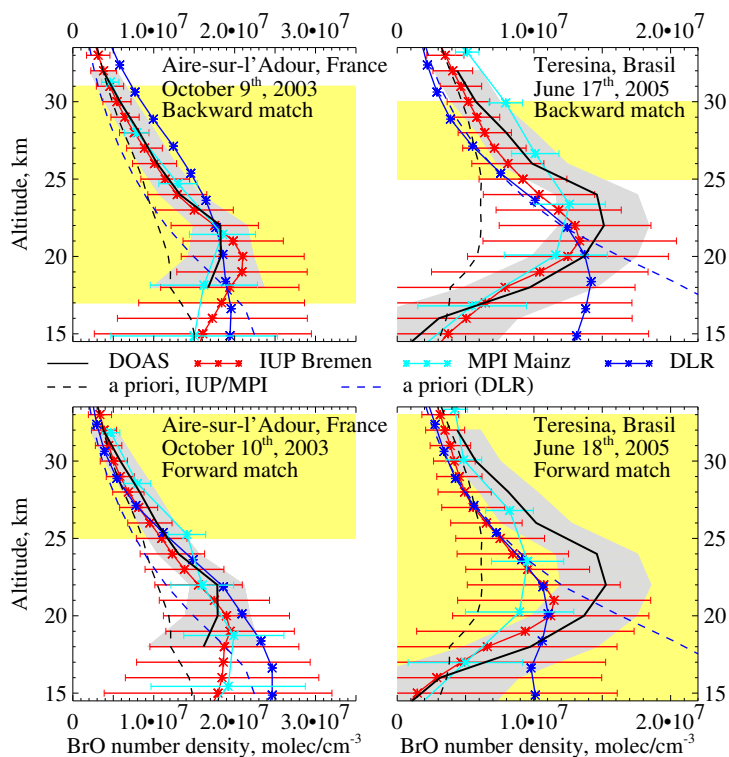 0 1.0•10⁷ 2.0•10⁷ 3.0•10⁷ 0 1.0•10⁷ 2.0•10⁷
Aire-sur-l'Adour, France
October 9th, 2003
Backward match
Teresina, Brasil
June 17th, 2005
Backward match
Altitude, km
30
25
20
15
30
25
20
15
DOAS IUP Bremen MPI Mainz DLR
a priori, IUP/MPI a priori (DLR)
Aire-sur-l'Adour, France
October 10th, 2003
Forward match
Teresina, Brasil
June 18th, 2005
Forward match
Altitude, km
30
25
20
15
30
25
20
15
0 1.0•10⁷ 2.0•10⁷ 3.0•10⁷ 0 1.0•10⁷ 2.0•10⁷
BrO number density, molec/cm⁻³ BrO number density, molec/cm⁻³